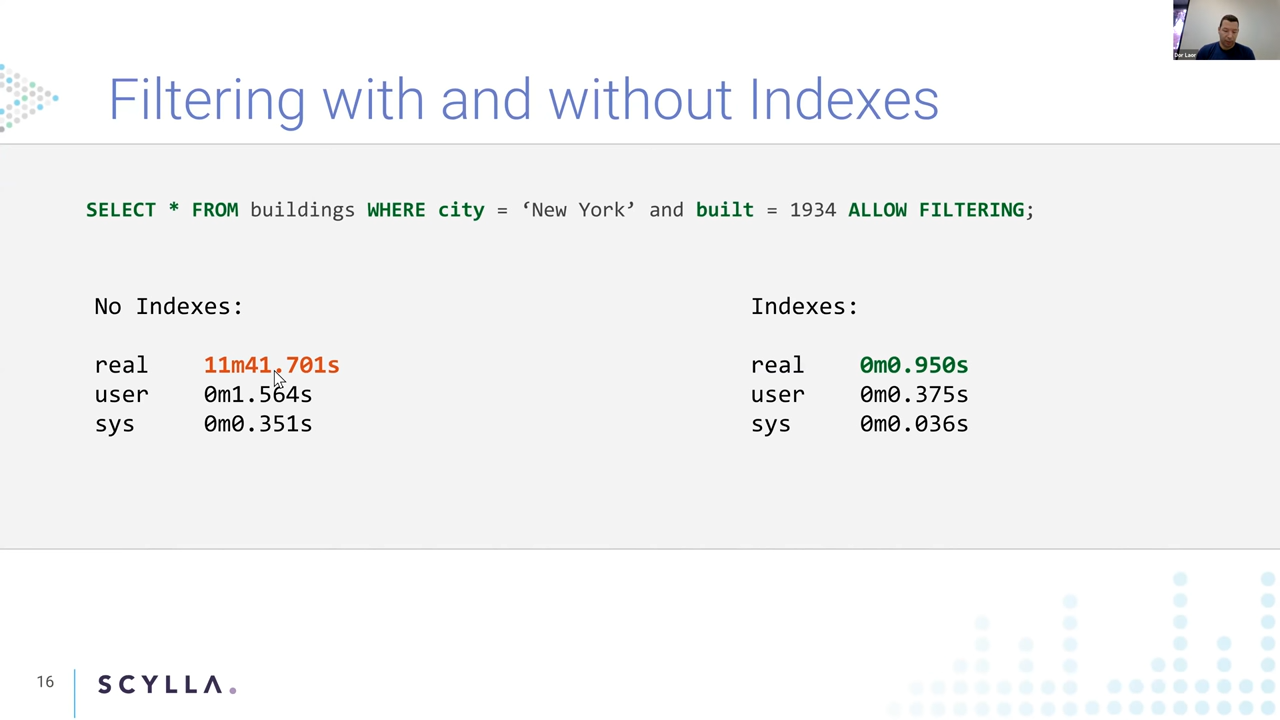 Dor Laor
Filtering with and without Indexes
SELECT * FROM buildings WHERE city = ‘New York’ and built = 1934 ALLOW FILTERING;
No Indexes:
real 11m41.701s
user 0m1.564s
sys 0m0.351s
Indexes:
real 0m0.950s
user 0m0.375s
sys 0m0.036s
16
SCYLLA.